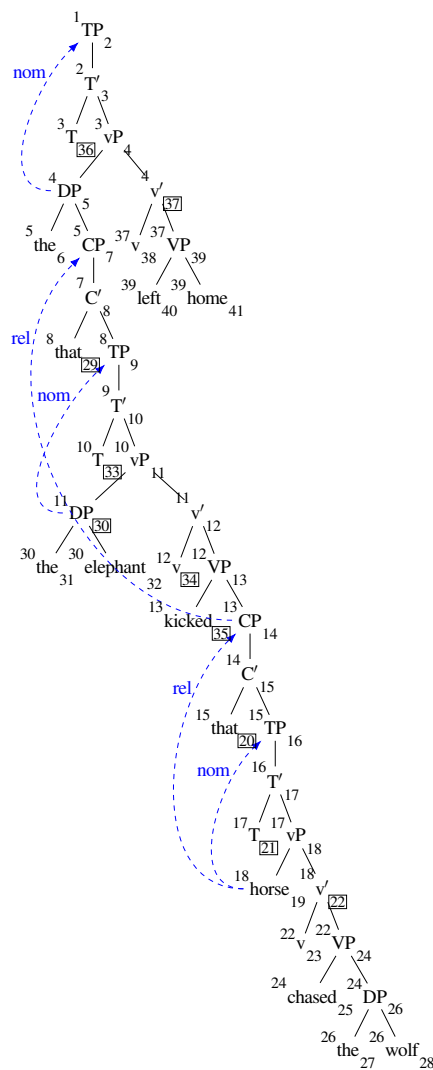 1 TP 2
nom
2 T′ 3
3 T 36 3 vP 4
4 DP 5 4 v′ 37
5 the 6 5 CP 7 37 v 38 37 VP 39
7 C′ 8 39 left 40 39 home 41
rel
8 that 29 8 TP 9
nom
9 T′ 10
10 T 33 10 vP 11
11 DP 30 11 v′ 12
30 the 31 30 elephant 32 12 v 34 12 VP 13
13 kicked 35 13 CP 14
14 C′ 15
rel
15 that 20 15 TP 16
nom
16 T′ 17
17 T 21 17 vP 18
18 horse 19 18 v′ 22
22 v 23 22 VP 24
24 chased 25 24 DP 26
26 the 27 26 wolf 28